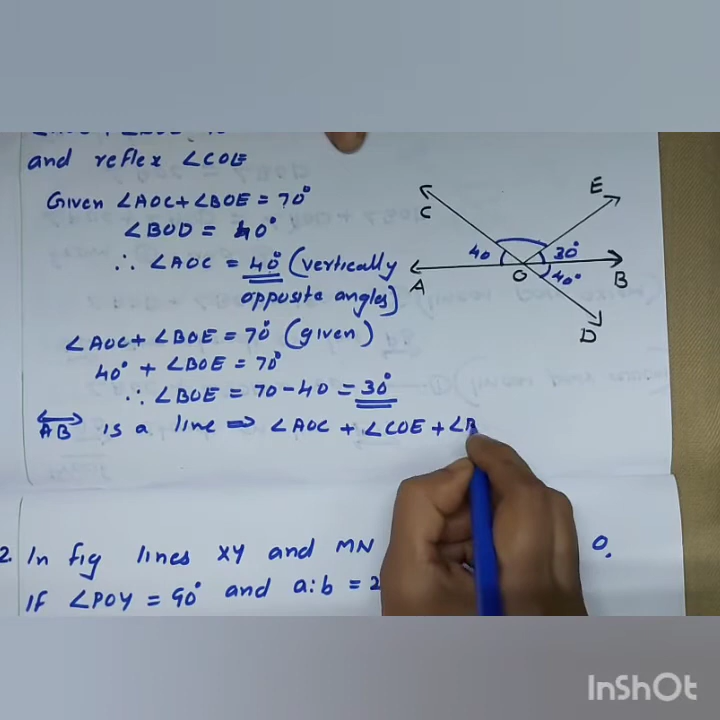 and reflex ∠COE
Given ∠AOC + ∠BOE = 70°
∠BOD = 40°
∴ ∠AOC = 40° (vertically
opposite angles)
∠AOC + ∠BOE = 70° (given)
40° + ∠BOE = 70°
∴ ∠BOE = 70 - 40 = 30°
AB is a line ⇒ ∠AOC + ∠COE + ∠B
C
E
40
30°
A
O
40°
B
D
2. In fig lines XY and MN
O.
If ∠POY = 90° and a:b = 2
InShOt